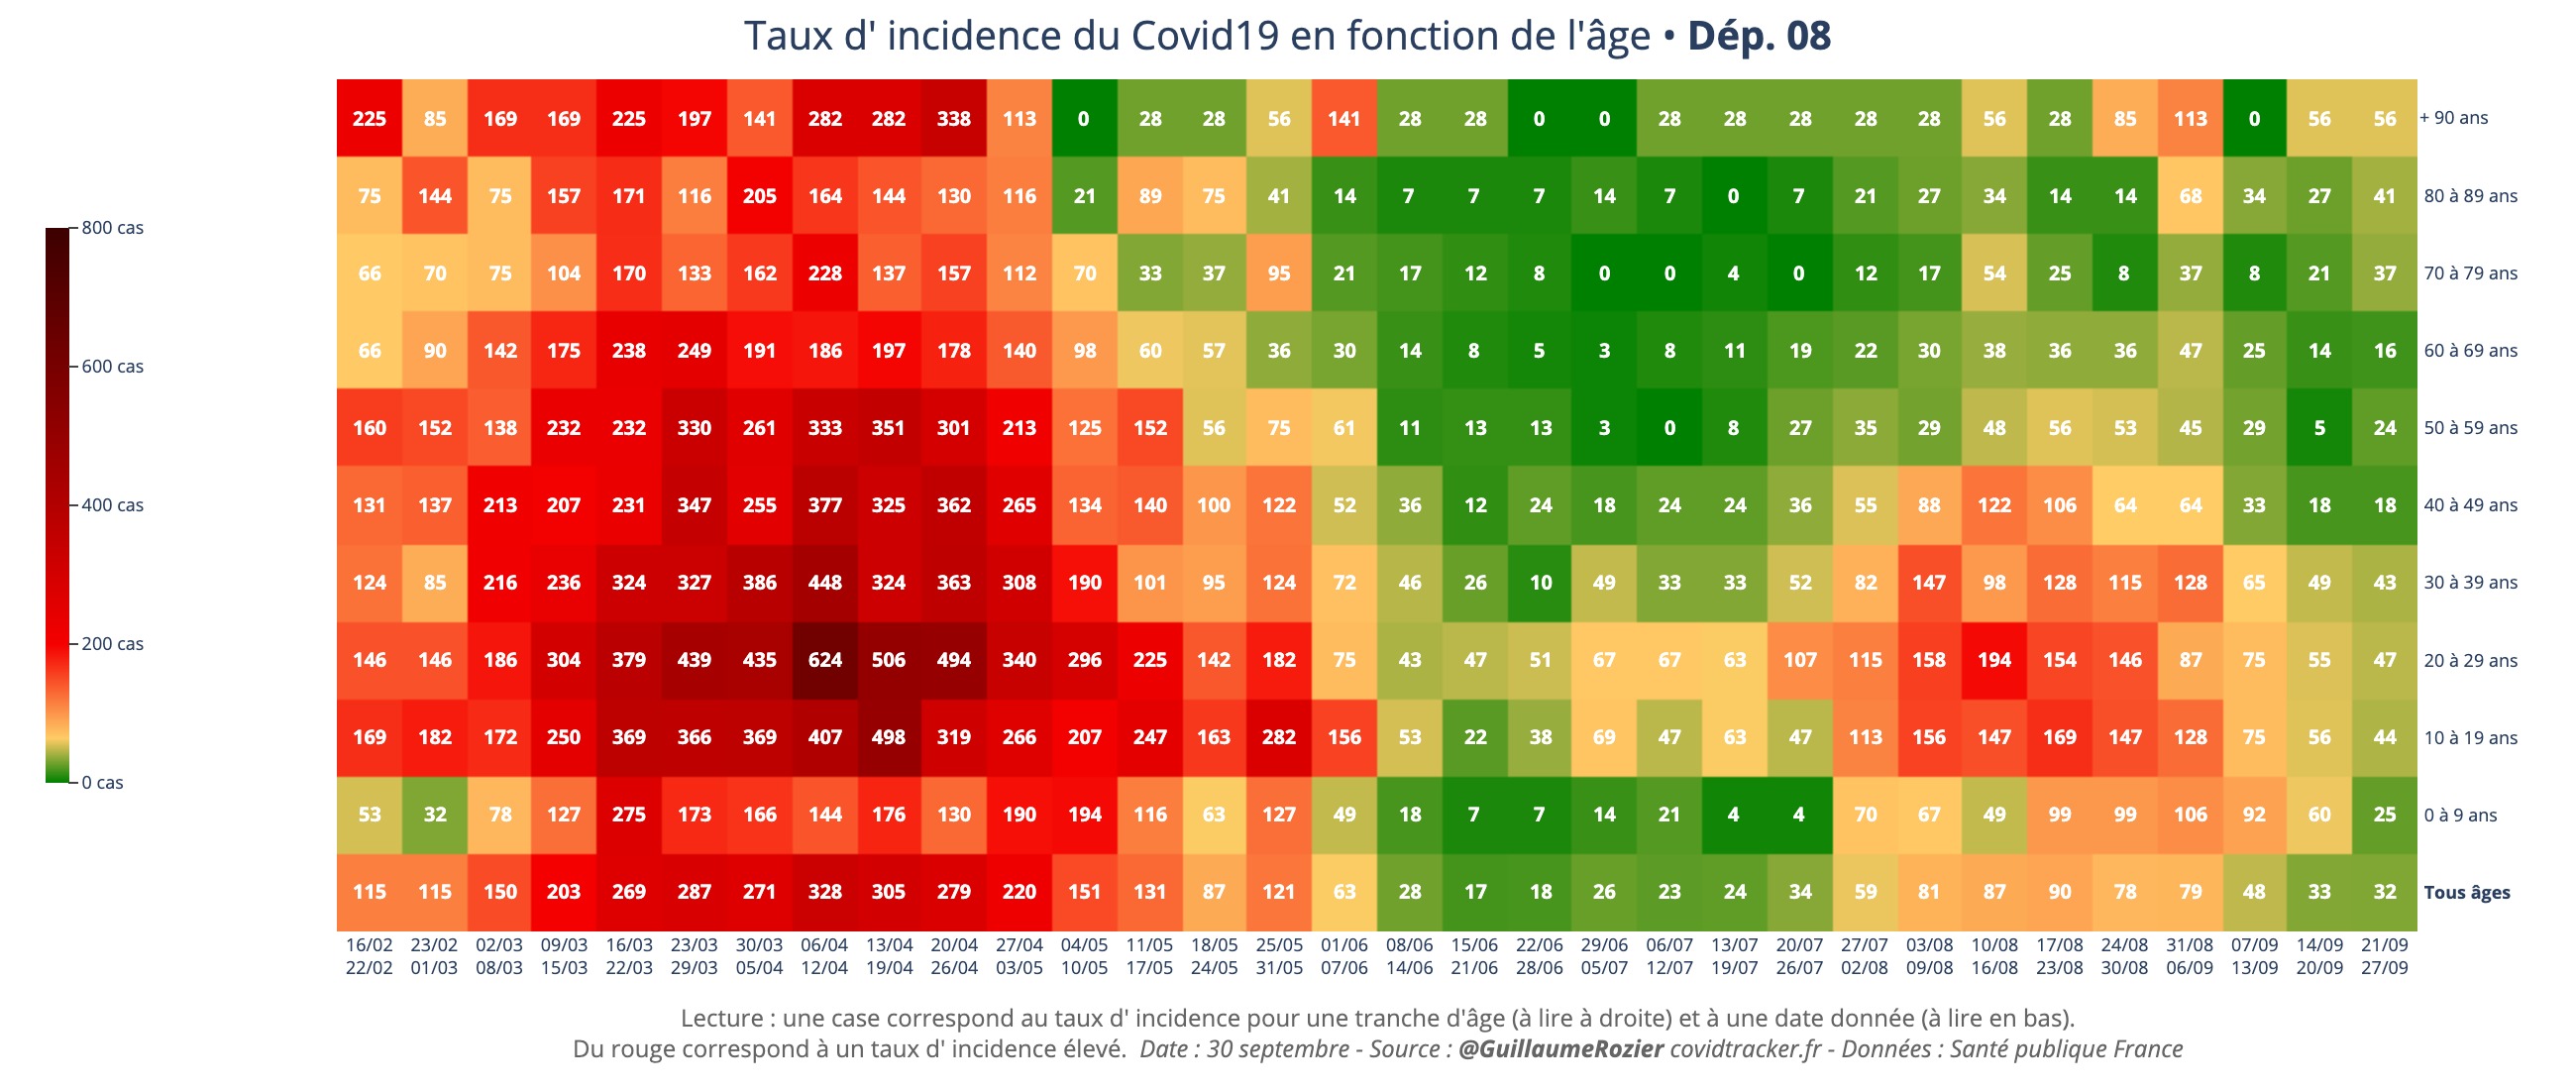 Taux d' incidence du Covid19 en fonction de l'âge • Dép. 08
225 85 169 169 225 197 141 282 282 338 113 0 28 28 56 141 28 28 0 0 28 28 28 28 28 56 28 85 113 0 56 56 + 90 ans
75 144 75 157 171 116 205 164 144 130 116 21 89 75 41 14 7 7 7 14 7 0 7 21 27 34 14 14 68 34 27 41 80 à 89 ans
800 cas
66 70 75 104 170 133 162 228 137 157 112 70 33 37 95 21 17 12 8 0 0 4 0 12 17 54 25 8 37 8 21 37 70 à 79 ans
66 90 142 175 238 249 191 186 197 178 140 98 60 57 36 30 14 8 5 3 8 11 19 22 30 38 36 36 47 25 14 16 60 à 69 ans
600 cas
160 152 138 232 232 330 261 333 351 301 213 125 152 56 75 61 11 13 13 3 0 8 27 35 29 48 56 53 45 29 5 24 50 à 59 ans
400 cas
131 137 213 207 231 347 255 377 325 362 265 134 140 100 122 52 36 12 24 18 24 24 36 55 88 122 106 64 64 33 18 18 40 à 49 ans
124 85 216 236 324 327 386 448 324 363 308 190 101 95 124 72 46 26 10 49 33 33 52 82 147 98 128 115 128 65 49 43 30 à 39 ans
200 cas
146 146 186 304 379 439 435 624 506 494 340 296 225 142 182 75 43 47 51 67 67 63 107 115 158 194 154 146 87 75 55 47 20 à 29 ans
169 182 172 250 369 366 369 407 498 319 266 207 247 163 282 156 53 22 38 69 47 63 47 113 156 147 169 147 128 75 56 44 10 à 19 ans
0 cas
53 32 78 127 275 173 166 144 176 130 190 194 116 63 127 49 18 7 7 14 21 4 4 70 67 49 99 99 106 92 60 25 0 à 9 ans
115 115 150 203 269 287 271 328 305 279 220 151 131 87 121 63 28 17 18 26 23 24 34 59 81 87 90 78 79 48 33 32 Tous âges
16/02 23/02 02/03 09/03 16/03 23/03 30/03 06/04 13/04 20/04 27/04 04/05 11/05 18/05 25/05 01/06 08/06 15/06 22/06 29/06 06/07 13/07 20/07 27/07 03/08 10/08 17/08 24/08 31/08 07/09 14/09 21/09
22/02 01/03 08/03 15/03 22/03 29/03 05/04 12/04 19/04 26/04 03/05 10/05 17/05 24/05 31/05 07/06 14/06 21/06 28/06 05/07 12/07 19/07 26/07 02/08 09/08 16/08 23/08 30/08 06/09 13/09 20/09 27/09
Lecture : une case correspond au taux d' incidence pour une tranche d'âge (à lire à droite) et à une date donnée (à lire en bas).
Du rouge correspond à un taux d' incidence élevé. Date : 30 septembre - Source : @GuillaumeRozier covidtracker.fr - Données : Santé publique France